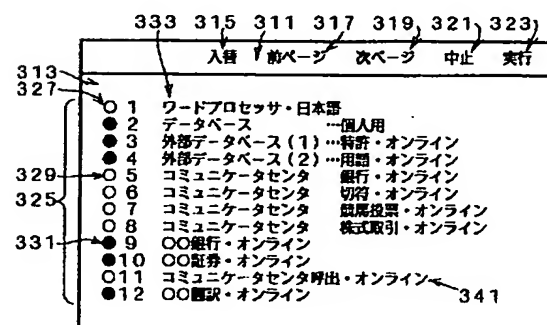 333 315 311 317 319 321 323
入替 前ページ 次ページ 中止 実行
313
327
○ 1 ワードプロセッサ・日本語
● 2 データベース …個人用
● 3 外部データベース(1)…特許・オンライン
● 4 外部データベース(2)…用語・オンライン
329 ○ 5 コミュニケータセンタ 銀行・オンライン
325 ○ 6 コミュニケータセンタ 切符・オンライン
○ 7 コミュニケータセンタ 競馬投票・オンライン
○ 8 コミュニケータセンタ 株式取引・オンライン
331 ● 9 ○○銀行・オンライン
●10 ○○証券・オンライン
○11 コミュニケータセンタ呼出・オンライン
●12 ○○翻訳・オンライン 341